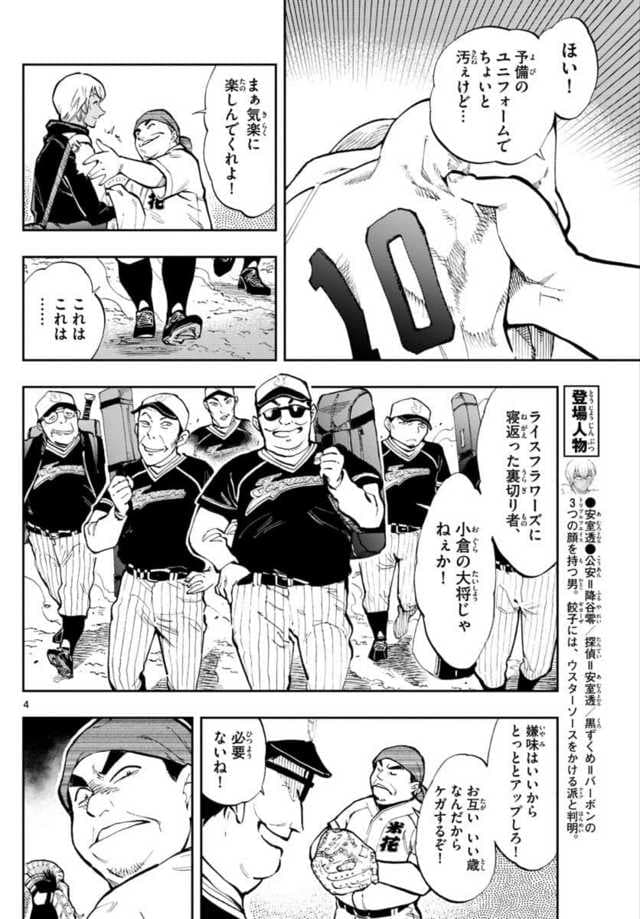 ほい！
予備の
ユニフォームで
ちょいと
汚ぇけど…
10
まぁ気楽に
楽しんでくれよ！
米花
これは
これは
……
登場人物
●安室透●公安＝降谷零／探偵＝安室透／黒ずくめ＝バーボンの
3つの顔を持つ男。餃子には、ウスターソースをかける派と判明。
ライスフラワーズに
寝返った裏切り者、
小倉の大将じゃ
ねぇか！
4
嫌味はいいから
とっととアップしろ！
お互いいい歳
なんだから
ケガするぞ！
米花
必要
ないね！